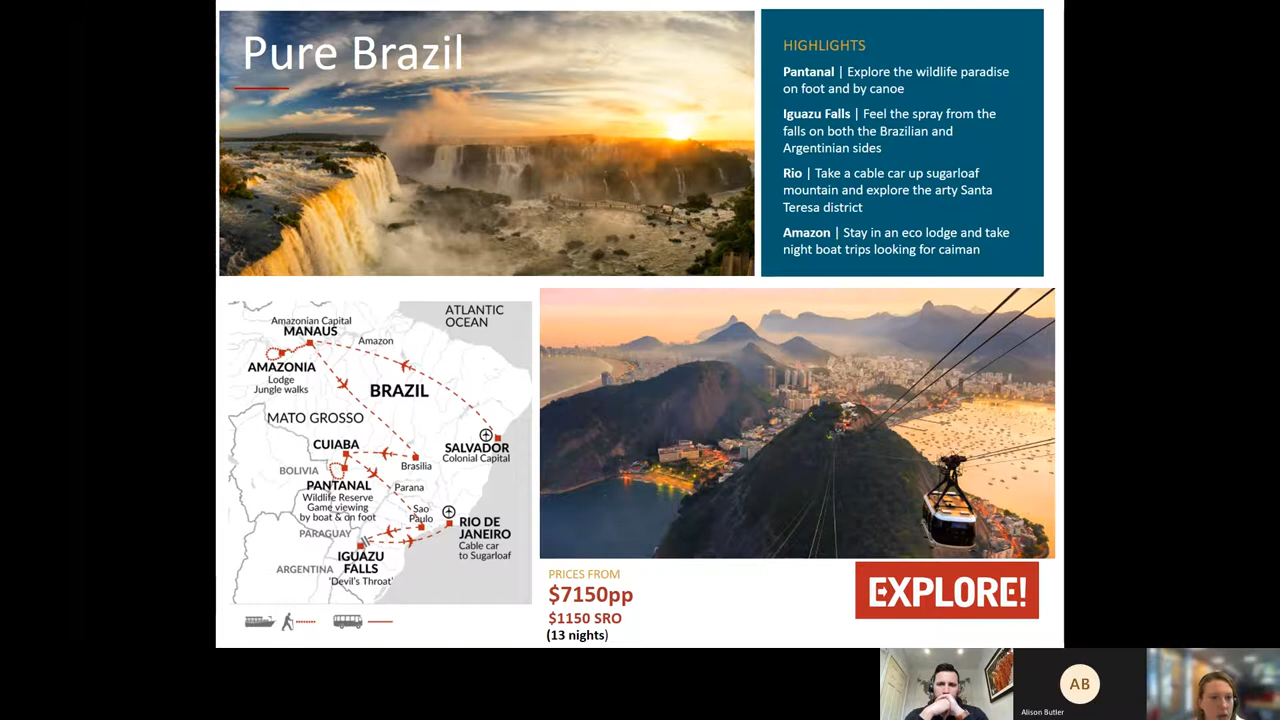 Pure Brazil
HIGHLIGHTS
Pantanal | Explore the wildlife paradise
on foot and by canoe
Iguazu Falls | Feel the spray from the
falls on both the Brazilian and
Argentinian sides
Rio | Take a cable car up sugarloaf
mountain and explore the arty Santa
Teresa district
Amazon | Stay in an eco lodge and take
night boat trips looking for caiman
ATLANTIC
OCEAN
Amazonian Capital
MANAUS
Amazon
AMAZONIA
Lodge
Jungle walks
BRAZIL
MATO GROSSO
CUIABA
SALVADOR
Colonial Capital
Brasilia
BOLIVIA
PANTANAL
Wildlife Reserve
Game viewing
by boat & on foot
Parana
Sao
Paulo
PARAGUAY
RIO DE
JANEIRO
Cable car
to Sugarloaf
IGUAZU
FALLS
ARGENTINA
'Devil's Throat'
PRICES FROM
$7150pp
$1150 SRO
(13 nights)
EXPLORE!
AB
Alison Butler